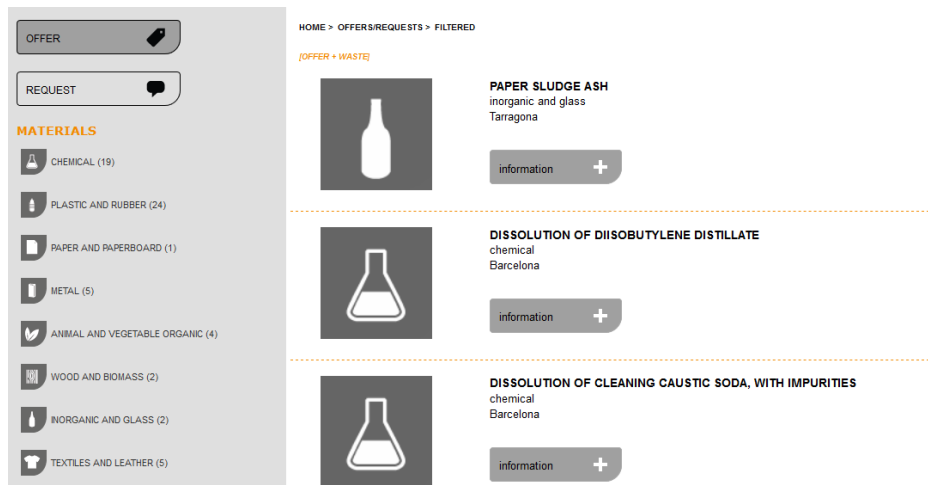 OFFER
REQUEST
MATERIALS
CHEMICAL (19)
PLASTIC AND RUBBER (24)
PAPER AND PAPERBOARD (1)
METAL (5)
ANIMAL AND VEGETABLE ORGANIC (4)
WOOD AND BIOMASS (2)
INORGANIC AND GLASS (2)
TEXTILES AND LEATHER (5)
HOME > OFFERS/REQUESTS > FILTERED
[OFFER + WASTE]
PAPER SLUDGE ASH
inorganic and glass
Tarragona
information
DISSOLUTION OF DIISOBUTYLENE DISTILLATE
chemical
Barcelona
information
DISSOLUTION OF CLEANING CAUSTIC SODA, WITH IMPURITIES
chemical
Barcelona
information